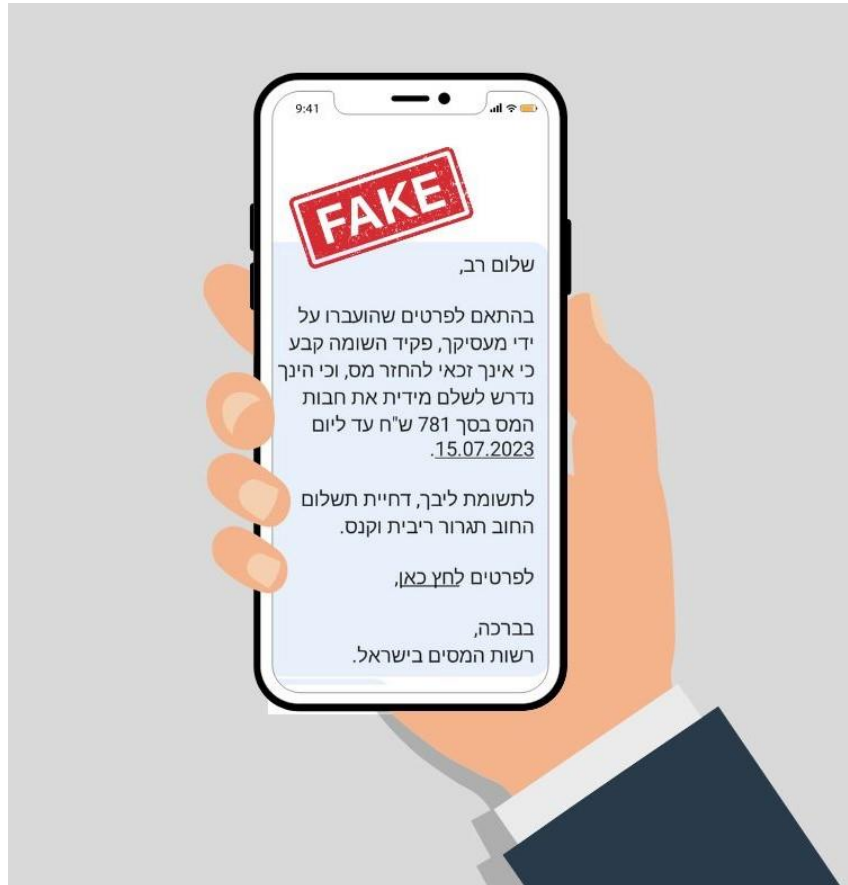 9:41
FAKE
שלום רב,
בהתאם לפרטים שהועברו על
ידי מעסיקך, פקיד השומה קבע
כי אינך זכאי להחזר מס, וכי הינך
נדרש לשלם מידית את חבות
המס בסך 781 ש"ח עד ליום
15.07.2023.
לתשומת ליבך, דחיית תשלום
החוב תגרור ריבית וקנס.
לפרטים לחץ כאן,
בברכה,
רשות המסים בישראל.